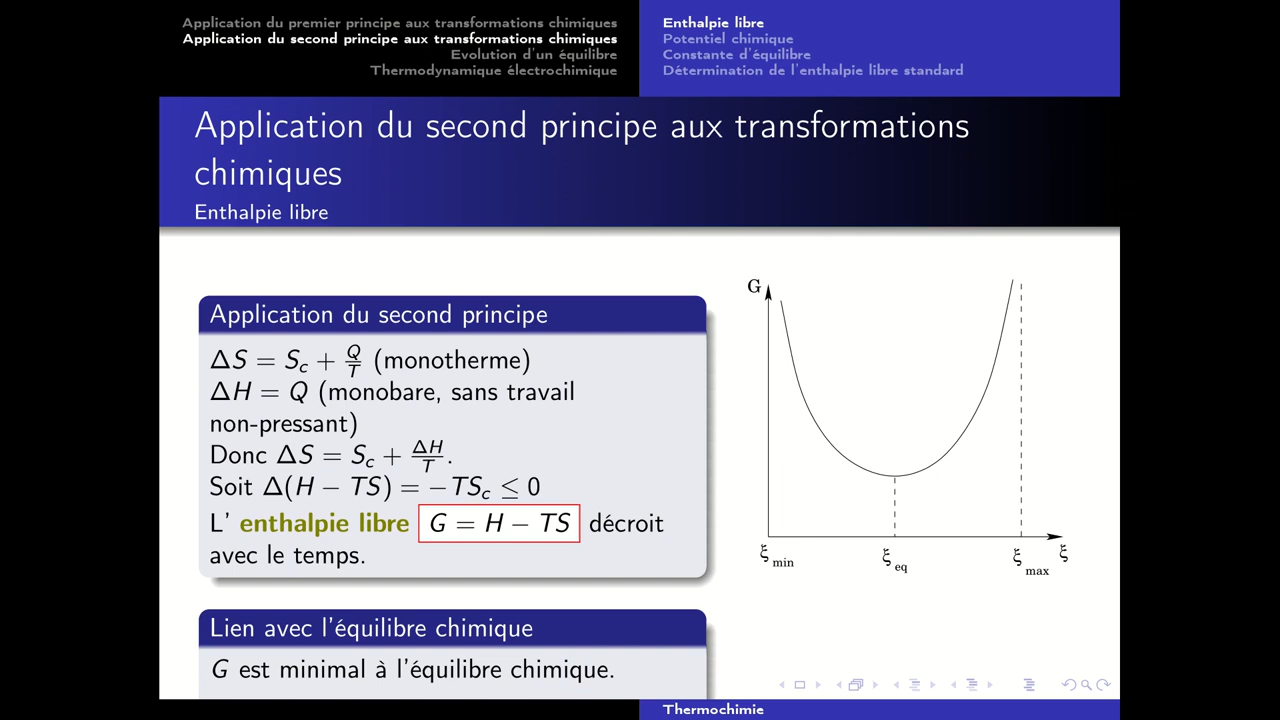 Application du premier principe aux transformations chimiques
Application du second principe aux transformations chimiques
Evolution d'un équilibre
Thermodynamique électrochimique
Enthalpie libre
Potentiel chimique
Constante d'équilibre
Détermination de l'enthalpie libre standard
Application du second principe aux transformations
chimiques
Enthalpie libre
Application du second principe
ΔS = S_c + Q/T (monotherme)
ΔH = Q (monobare, sans travail
non-pressant)
Donc ΔS = S_c + ΔH/T.
Soit Δ(H − TS) = −TS_c ≤ 0
L' enthalpie libre G = H − TS décroit
avec le temps.
Lien avec l'équilibre chimique
G est minimal à l'équilibre chimique.
G
ξ min
ξ eq
ξ max
ξ
Thermochimie